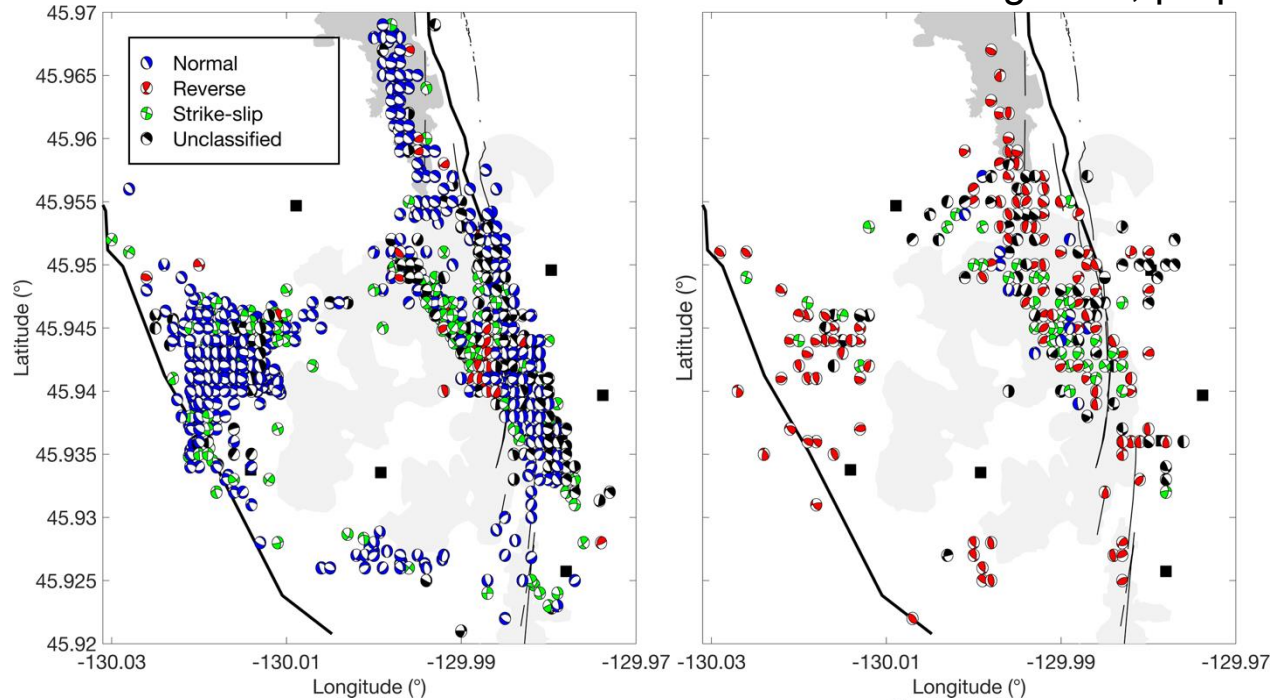 45.97
45.965
45.96
45.955
45.95
45.945
45.94
45.935
45.93
45.925
45.92
Latitude (°)
Normal
Reverse
Strike-slip
Unclassified
-130.03
-130.01
-129.99
-129.97
Longitude (°)
Latitude (°)
-130.03
-130.01
-129.99
-129.97
Longitude (°)